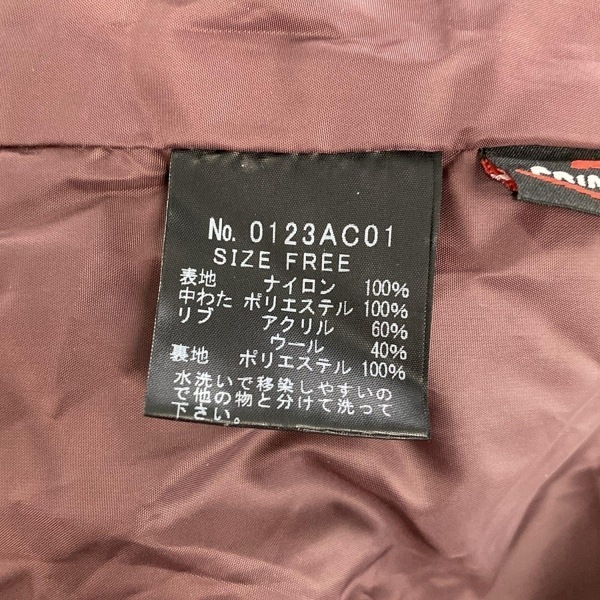 No. 0123AC01
SIZE FREE
表地 ナイロン 100%
中わた ポリエステル 100%
リブ アクリル 60%
ウール 40%
裏地 ポリエステル 100%
水洗いで移染しやすいの
で他の物と分けて洗って
下さい。